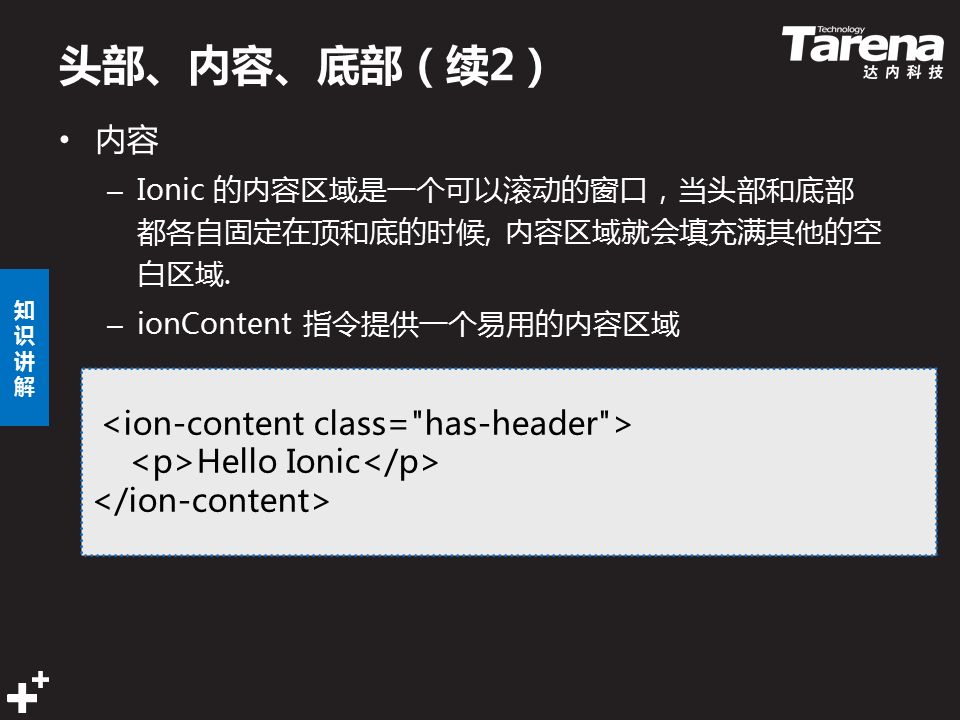 头部、内容、底部（续2）
Technology
Tarena
达内科技
• 内容
– Ionic 的内容区域是一个可以滚动的窗口，当头部和底部
都各自固定在顶和底的时候, 内容区域就会填充满其他的空
白区域.
– ionContent 指令提供一个易用的内容区域
知
识
讲
解
<ion-content class="has-header">
<p>Hello Ionic</p>
</ion-content>